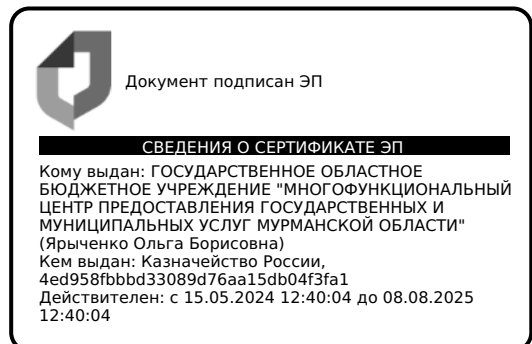 Документ подписан ЭП
СВЕДЕНИЯ О СЕРТИФИКАТЕ ЭП
Кому выдан: ГОСУДАРСТВЕННОЕ ОБЛАСТНОЕ
БЮДЖЕТНОЕ УЧРЕЖДЕНИЕ "МНОГОФУНКЦИОНАЛЬНЫЙ
ЦЕНТР ПРЕДОСТАВЛЕНИЯ ГОСУДАРСТВЕННЫХ И
МУНИЦИПАЛЬНЫХ УСЛУГ МУРМАНСКОЙ ОБЛАСТИ"
(Ярыченко Ольга Борисовна)
Кем выдан: Казначейство России,
4ed958fbbbd33089d76aa15db04f3fa1
Действителен: с 15.05.2024 12:40:04 до 08.08.2025
12:40:04